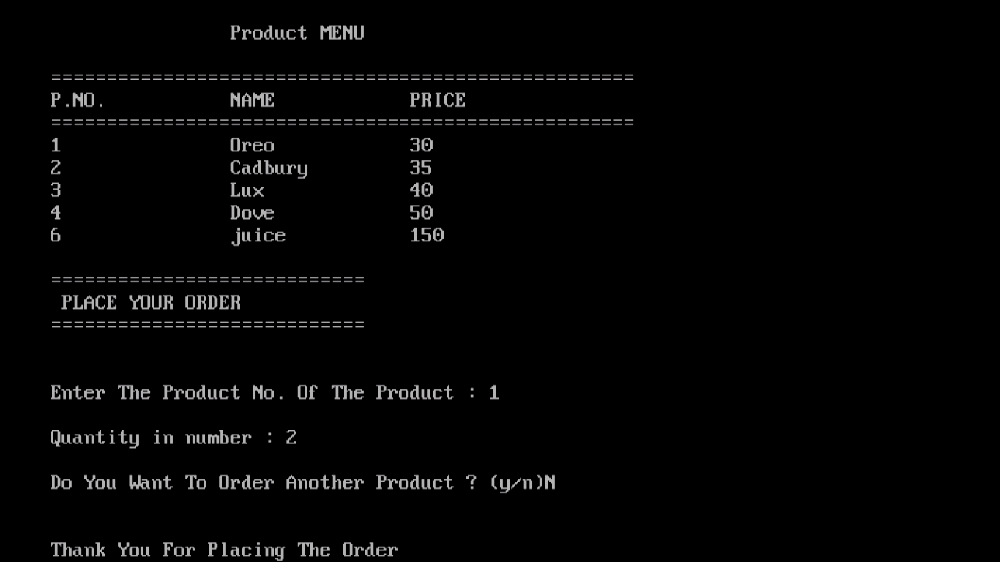 Product MENU
====================================================
P.NO. NAME PRICE
====================================================
1 Oreo 30
2 Cadbury 35
3 Lux 40
4 Dove 50
6 juice 150
============================
PLACE YOUR ORDER
============================
Enter The Product No. Of The Product : 1
Quantity in number : 2
Do You Want To Order Another Product ? (y/n)N
Thank You For Placing The Order